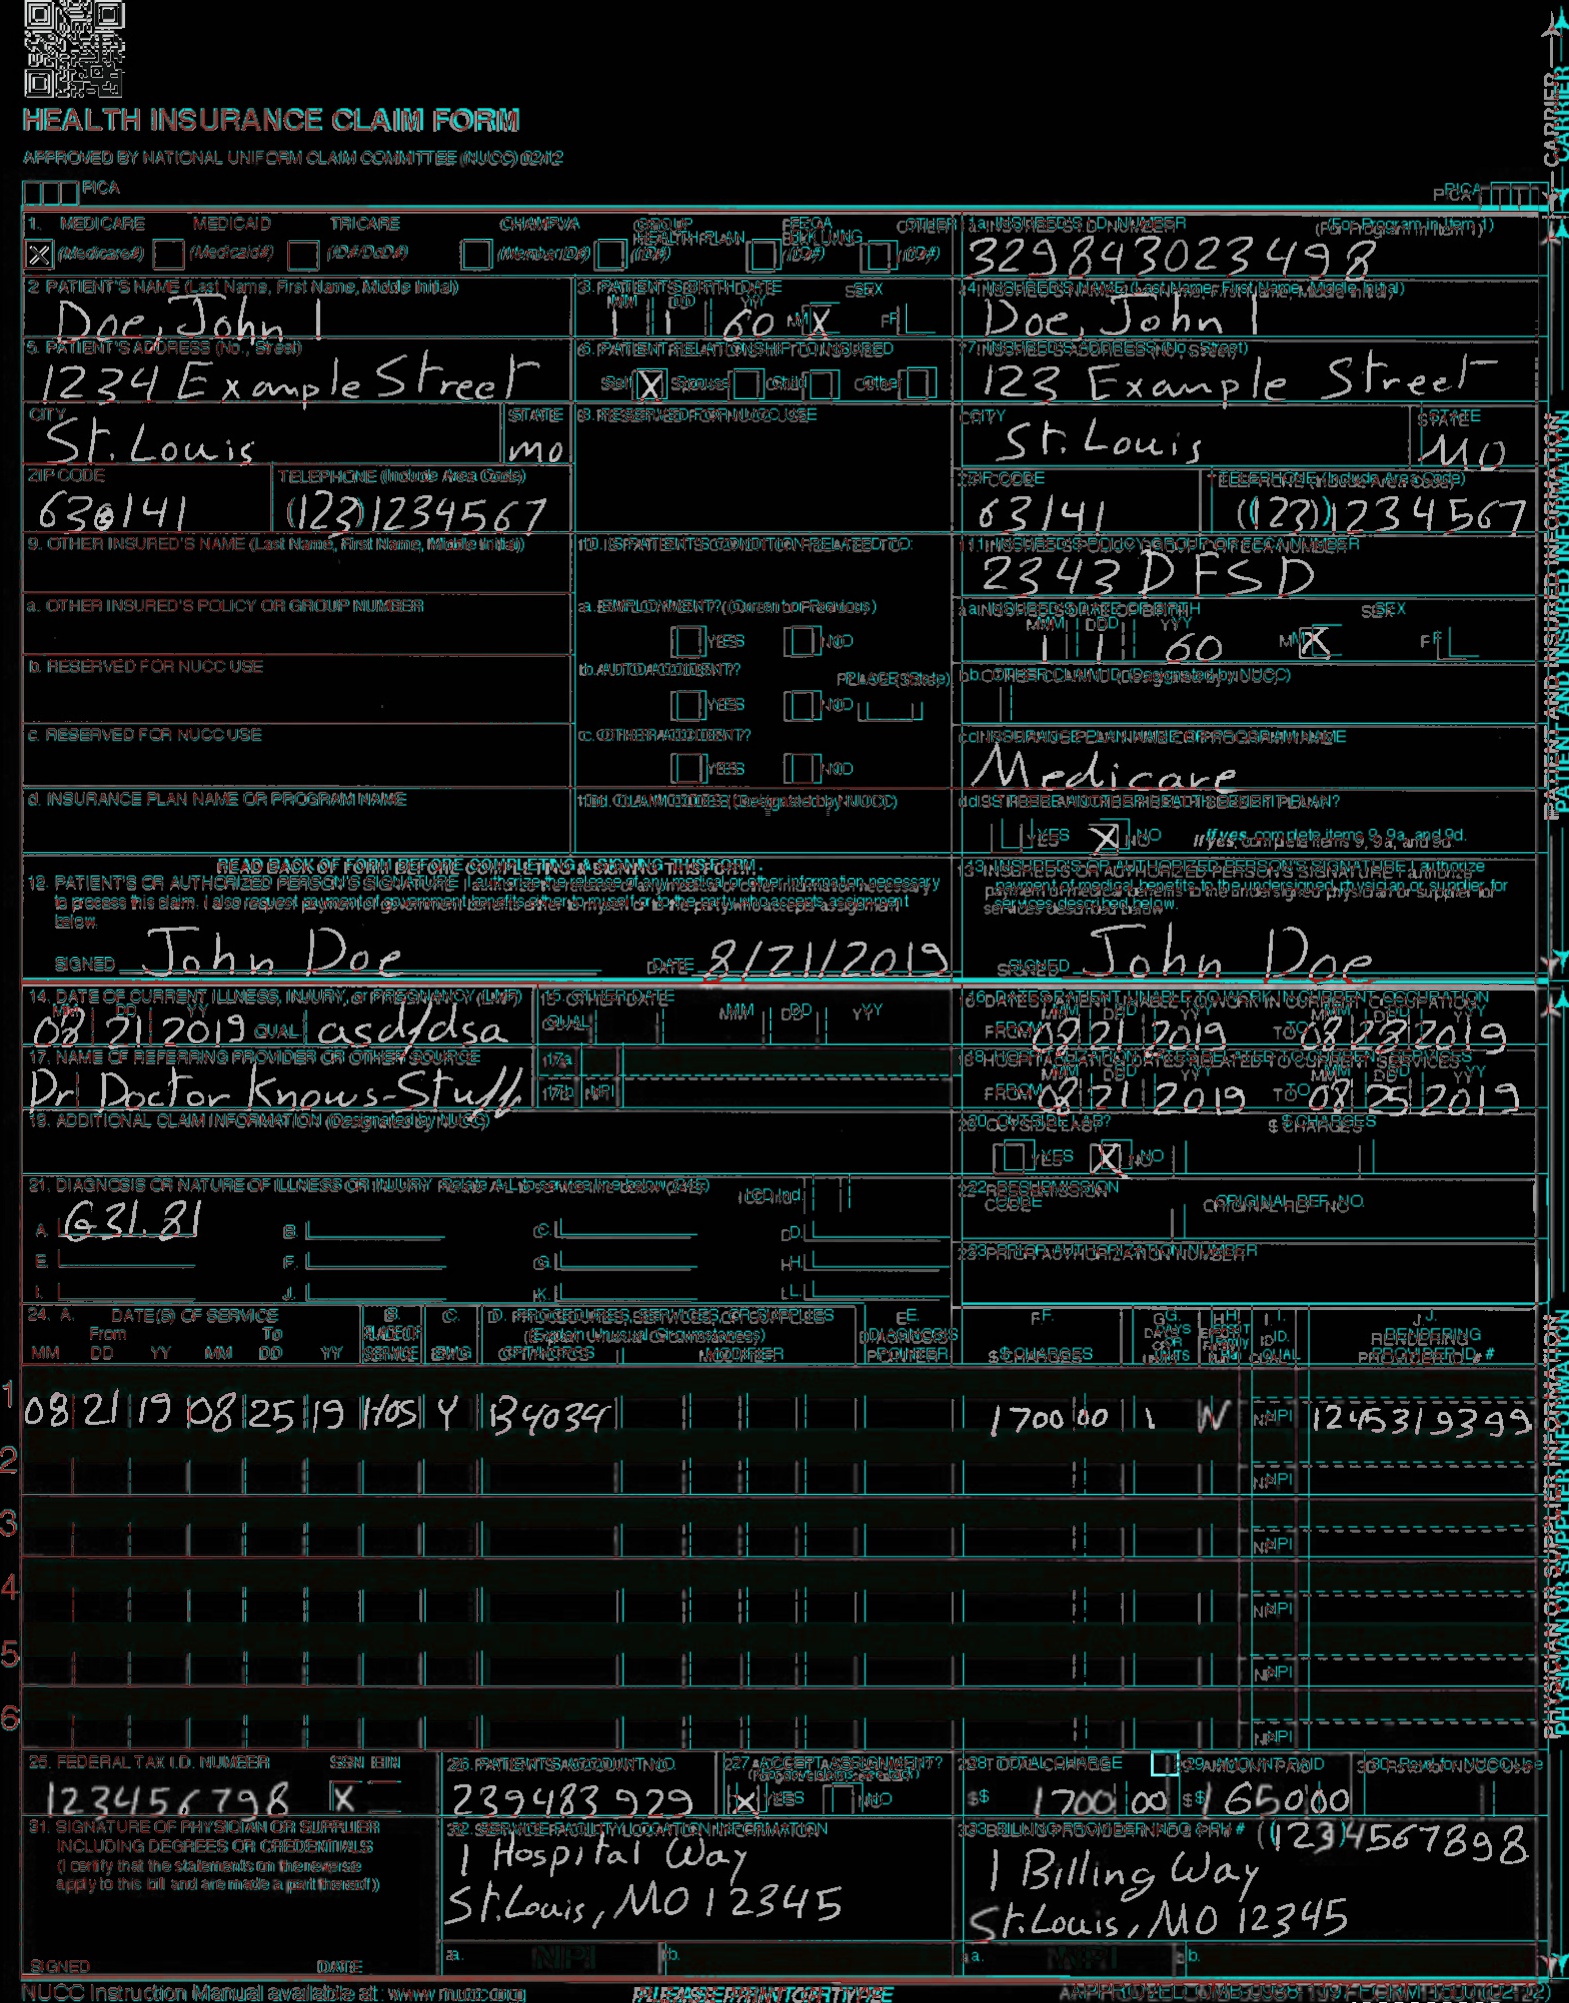 HEALTH INSURANCE CLAIM FORM
APPROVED BY NATIONAL UNIFORM CLAIM COMMITTEE (NUCC) 02/12
PICA PICA
CARRIER
1. MEDICARE MEDICAID TRICARE CHAMPVA GROUP HEALTH PLAN FECA BLK LUNG OTHER 1a. INSURED'S I.D. NUMBER (For Program in Item 1)
X (Medicare#) (Medicaid#) (ID#/DoD#) (Member ID#) (ID#) (ID#) (ID#) 329843023498
2. PATIENT'S NAME (Last Name, First Name, Middle Initial) 3. PATIENT'S BIRTH DATE SEX 4. INSURED'S NAME (Last Name, First Name, Middle Initial)
MM DD YY
Doe, John I 1 1 60 M X F Doe, John I
5. PATIENT'S ADDRESS (No., Street) 6. PATIENT RELATIONSHIP TO INSURED 7. INSURED'S ADDRESS (No., Street)
1234 Example Street Self X Spouse Child Other 123 Example Street
CITY STATE 8. RESERVED FOR NUCC USE CITY STATE
St. Louis MO St. Louis MO
ZIP CODE TELEPHONE (Include Area Code) ZIP CODE TELEPHONE (Include Area Code)
630141 (123) 1234567 63141 (123) 1234567
9. OTHER INSURED'S NAME (Last Name, First Name, Middle Initial) 10. IS PATIENT'S CONDITION RELATED TO: 11. INSURED'S POLICY GROUP OR FECA NUMBER
2343DFSD
a. OTHER INSURED'S POLICY OR GROUP NUMBER a. EMPLOYMENT? (Current or Previous) a. INSURED'S DATE OF BIRTH SEX
MM DD YY
YES NO 1 1 60 M X F
b. RESERVED FOR NUCC USE b. AUTO ACCIDENT? PLACE (State) b. OTHER CLAIM ID (Designated by NUCC)
YES NO
c. RESERVED FOR NUCC USE c. OTHER ACCIDENT? c. INSURANCE PLAN NAME OR PROGRAM NAME
YES NO Medicare
d. INSURANCE PLAN NAME OR PROGRAM NAME 10d. CLAIM CODES (Designated by NUCC) d. IS THERE ANOTHER HEALTH BENEFIT PLAN?
YES X NO If yes, complete items 9, 9a, and 9d.
PATIENT AND INSURED INFORMATION
READ BACK OF FORM BEFORE COMPLETING & SIGNING THIS FORM.
12. PATIENT'S OR AUTHORIZED PERSON'S SIGNATURE I authorize the release of any medical or other information necessary
to process this claim. I also request payment of government benefits either to myself or to the party who accepts assignment
below.
SIGNED John Doe DATE 8/21/2019
13. INSURED'S OR AUTHORIZED PERSON'S SIGNATURE I authorize
payment of medical benefits to the undersigned physician or supplier for
services described below.
SIGNED John Doe
14. DATE OF CURRENT ILLNESS, INJURY, or PREGNANCY (LMP) 15. OTHER DATE 16. DATES PATIENT UNABLE TO WORK IN CURRENT OCCUPATION
MM DD YY MM DD YY MM DD YY MM DD YY
08 21 2019 QUAL asdfdsa QUAL FROM 08 21 2019 TO 08 23 2019
17. NAME OF REFERRING PROVIDER OR OTHER SOURCE 17a 18. HOSPITALIZATION DATES RELATED TO CURRENT SERVICES
MM DD YY MM DD YY
Dr Doctor Knows-Stuff 17b NPI FROM 08 21 2019 TO 08 25 2019
19. ADDITIONAL CLAIM INFORMATION (Designated by NUCC) 20. OUTSIDE LAB? $ CHARGES
YES X NO
21. DIAGNOSIS OR NATURE OF ILLNESS OR INJURY Relate A-L to service line below (24E) ICD Ind. 22. RESUBMISSION CODE ORIGINAL REF. NO.
A. G31.81 B. C. D.
E. F. G. H. 23. PRIOR AUTHORIZATION NUMBER
I. J. K. L.
24. A. DATE(S) OF SERVICE B. C. D. PROCEDURES, SERVICES, OR SUPPLIES E. F. G. H. I. J.
From To PLACE OF (Explain Unusual Circumstances) DIAGNOSIS DAYS OR ID. RENDERING
MM DD YY MM DD YY SERVICE EMG CPT/HCPCS MODIFIER POINTER $ CHARGES UNITS QUAL. PROVIDER ID. #
1 08 21 19 08 25 19 HOS Y B4034 1700 00 1 N NPI 1245319399
2 NPI
3 NPI
4 NPI
5 NPI
6 NPI
PHYSICIAN OR SUPPLIER INFORMATION
25. FEDERAL TAX I.D. NUMBER SSN EIN 26. PATIENT'S ACCOUNT NO. 27. ACCEPT ASSIGNMENT? 28. TOTAL CHARGE 29. AMOUNT PAID 30. Rsvd for NUCC Use
123456798 X 239483929 X YES NO $ 1700 00 $ 1650 00
31. SIGNATURE OF PHYSICIAN OR SUPPLIER
INCLUDING DEGREES OR CREDENTIALS
(I certify that the statements on the reverse
apply to this bill and are made a part thereof.)
SIGNED DATE
32. SERVICE FACILITY LOCATION INFORMATION
1 Hospital Way
St. Louis, MO 12345
a. NPI b.
33. BILLING PROVIDER INFO & PH # (123)4567898
1 Billing Way
St. Louis, MO 12345
a. NPI b.
NUCC Instruction Manual available at: www.nucc.org PLEASE PRINT OR TYPE